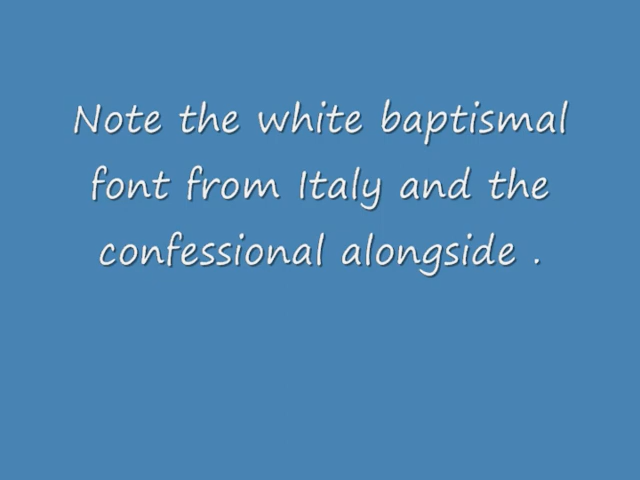 Note the white baptismal
font from Italy and the
confessional alongside .